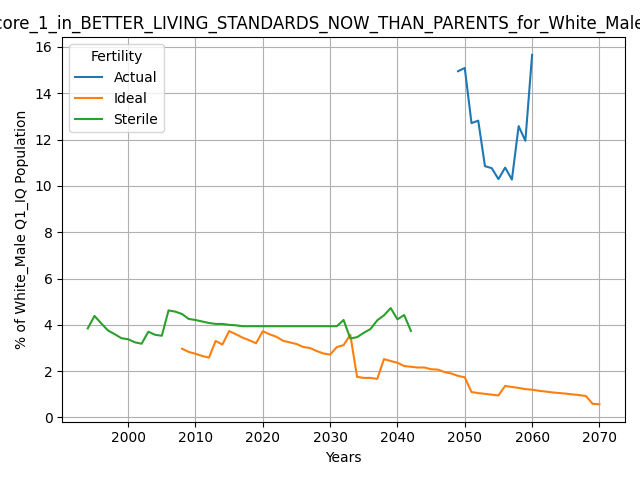 core_1_in_BETTER_LIVING_STANDARDS_NOW_THAN_PARENTS_for_White_Male
Fertility
Actual
Ideal
Sterile
% of White_Male Q1_IQ Population
16
14
12
10
8
6
4
2
0
2000 2010 2020 2030 2040 2050 2060 2070
Years